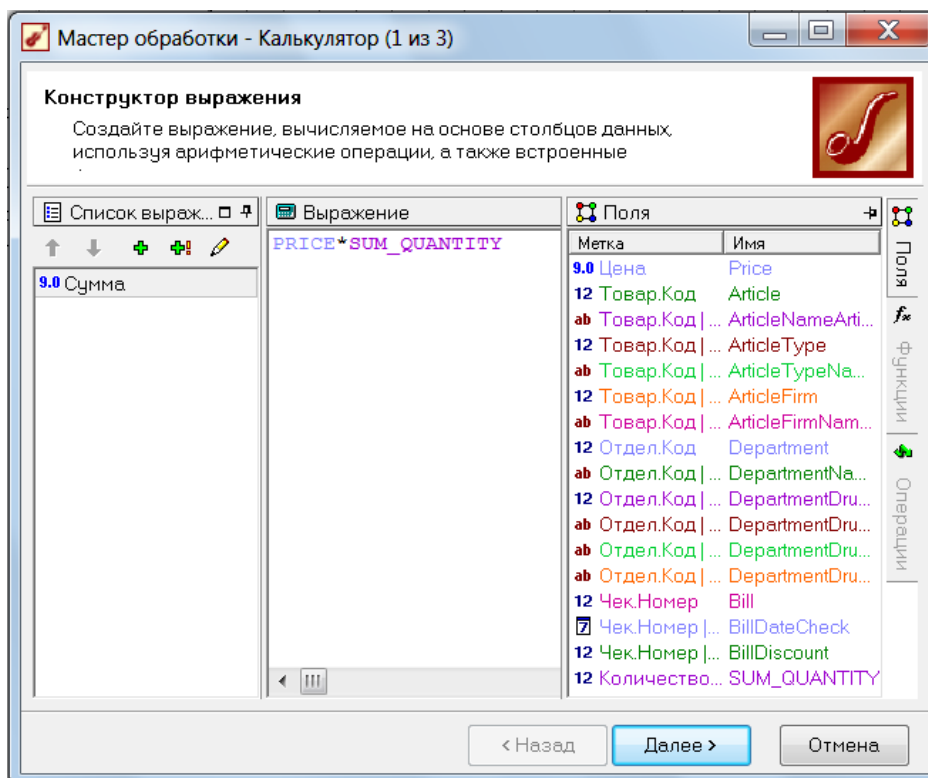 Мастер обработки - Калькулятор (1 из 3)
Конструктор выражения
Создайте выражение, вычисляемое на основе столбцов данных,
используя арифметические операции, а также встроенные
Список выраж...
9.0 Сумма
Выражение
PRICE*SUM_QUANTITY
Поля
Метка Имя
9.0 Цена Price
12 Товар.Код Article
ab Товар.Код | ... ArticleNameArti...
12 Товар.Код | ... ArticleType
ab Товар.Код | ... ArticleTypeNa...
12 Товар.Код | ... ArticleFirm
ab Товар.Код | ... ArticleFirmNam...
12 Отдел.Код Department
ab Отдел.Код | ... DepartmentNa...
12 Отдел.Код | ... DepartmentDru...
ab Отдел.Код | ... DepartmentDru...
ab Отдел.Код | ... DepartmentDru...
ab Отдел.Код | ... DepartmentDru...
12 Чек.Номер Bill
7 Чек.Номер |... BillDateCheck
12 Чек.Номер |... BillDiscount
12 Количество... SUM_QUANTITY
Поля
fx Функции
Операции
< Назад
Далее >
Отмена